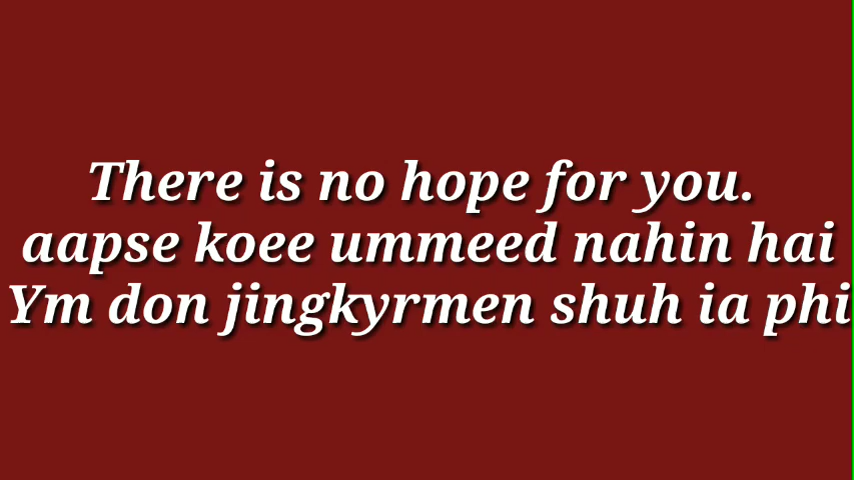 There is no hope for you.
aapse koee ummeed nahin hai
Ym don jingkyrmen shuh ia phi